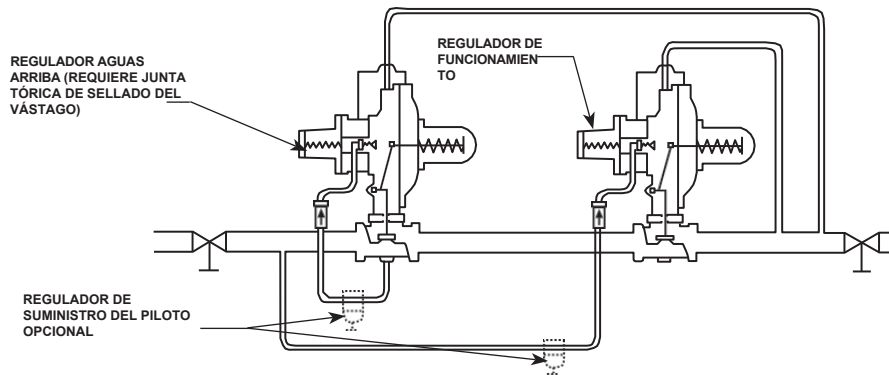 REGULADOR AGUAS
ARRIBA (REQUIERE JUNTA
TÓRICA DE SELLADO DEL
VÁSTAGO)
REGULADOR DE
FUNCIONAMIEN
TO
REGULADOR DE
SUMINISTRO DEL PILOTO
OPCIONAL